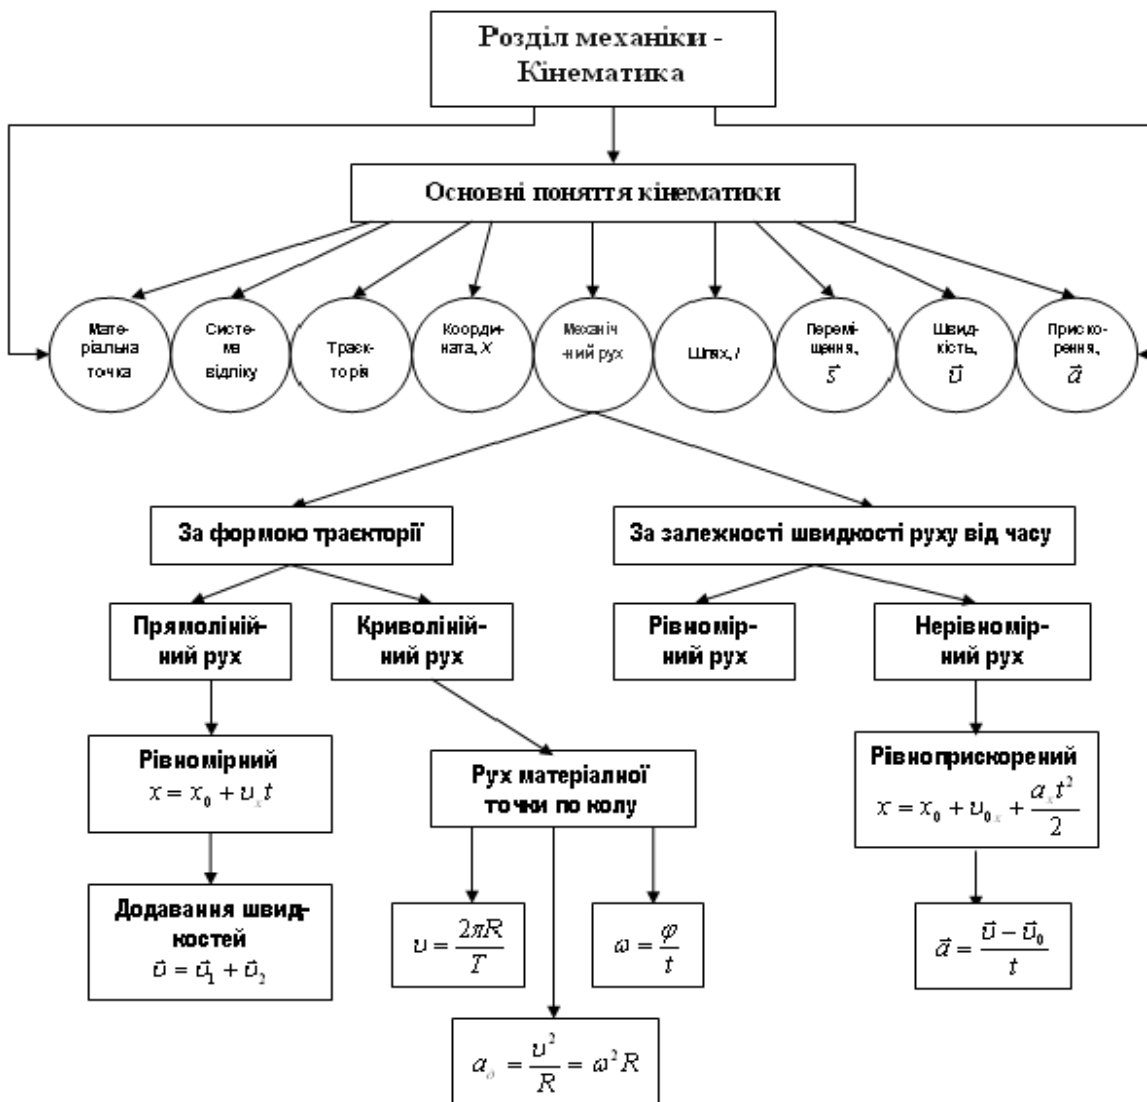 Розділ механіки -
Кінематика
Основні поняття кінематики
Мате-
ріальна
точка
Систе-
ма
відліку
Траєк-
торія
Коорди-
ната, x
Механіч
-ний рух
Шлях, l
Перемі-
щення,
s⃗
Швид-
кість,
υ⃗
Приско-
рення,
a⃗
За формою траєкторії
За залежності швидкості руху від часу
Прямоліній-
ний рух
Криволіній-
ний рух
Рівномір-
ний рух
Нерівномір-
ний рух
Рівномірний
x = x₀ + υₓt
Рух матеріалної
точки по колу
Рівноприскорений
x = x₀ + υ₀ₓ + aₓt²/2
Додавання швид-
костей
υ⃗ = υ⃗₁ + υ⃗₂
υ = 2πR/T
ω = φ/t
a⃗ = (υ⃗ − υ⃗₀)/t
a_д = υ²/R = ω²R